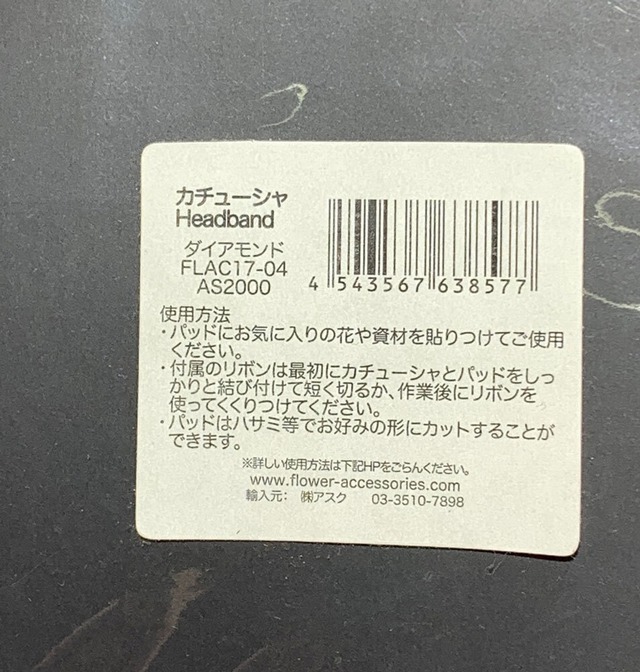 カチューシャ
Headband
ダイアモンド
FLAC17-04
AS2000
4 543567 638577
使用方法
・パッドにお気に入りの花や資材を貼りつけてご使用
ください。
・付属のリボンは最初にカチューシャとパッドをしっ
かりと結び付けて短く切るか、作業後にリボンを
使ってくくりつけてください。
・パッドはハサミ等でお好みの形にカットすることが
できます。
※詳しい使用方法は下記HPをごらんください。
www.flower-accessories.com
輸入元： ㈱アスク 03-3510-7898